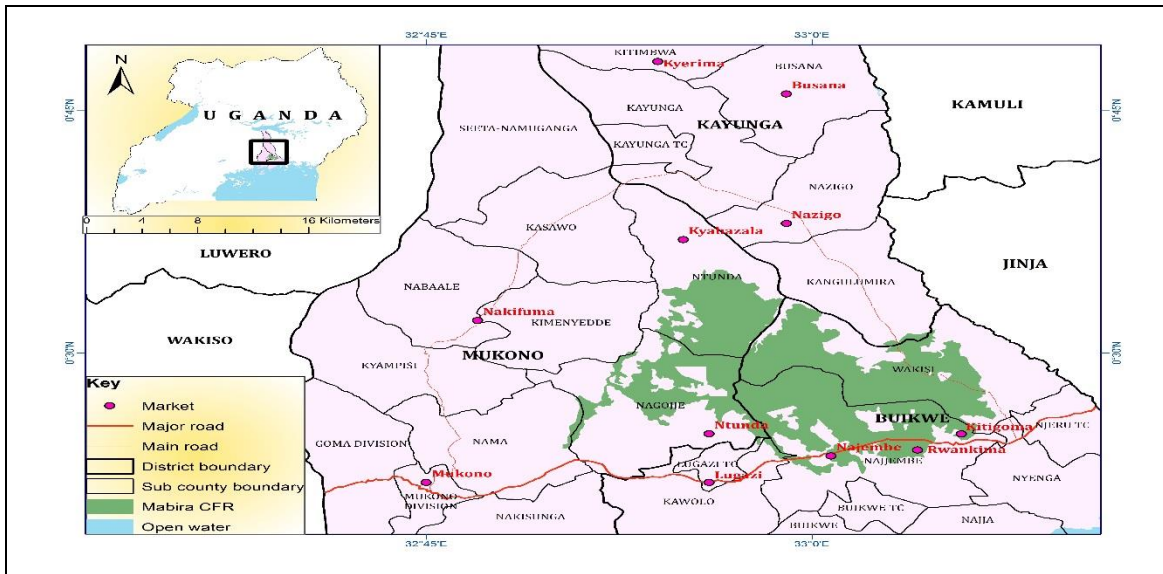 32°45'E
33°0'E
N
UGANDA
0 4 8 16 Kilometers
0°45'N
0°45'N
KITIMBWA
Kyerima
BUSANA
Busana
KAMULI
KAYUNGA
KAYUNGA
SEETA-NAMUGANGA
KAYUNGA TC
NAZIGO
Nazigo
KASAWO
LUWERO
JINJA
NTUNDA
KANGULUMIRA
NABAALE
Nakifuma
KIMENYEDDE
WAKISO
MUKONO
0°30'N
0°30'N
KYAMPISI
WAKISI
Key
Market
Major road
Main road
District boundary
Sub county boundary
Mabira CFR
Open water
NAGOJJE
BUIKWE
GOMA DIVISION
NAMA
Ntunda
Kitigoma
NJERU TC
Najembe
Rwankima
NAJJEMBE
LUGAZI TC
Lugazi
Mukono
MUKONO
DIVISION
NAKISUNGA
KAWOLO
NYENGA
BUIKWE TC
BUIKWE
NAJJA
32°45'E
33°0'E